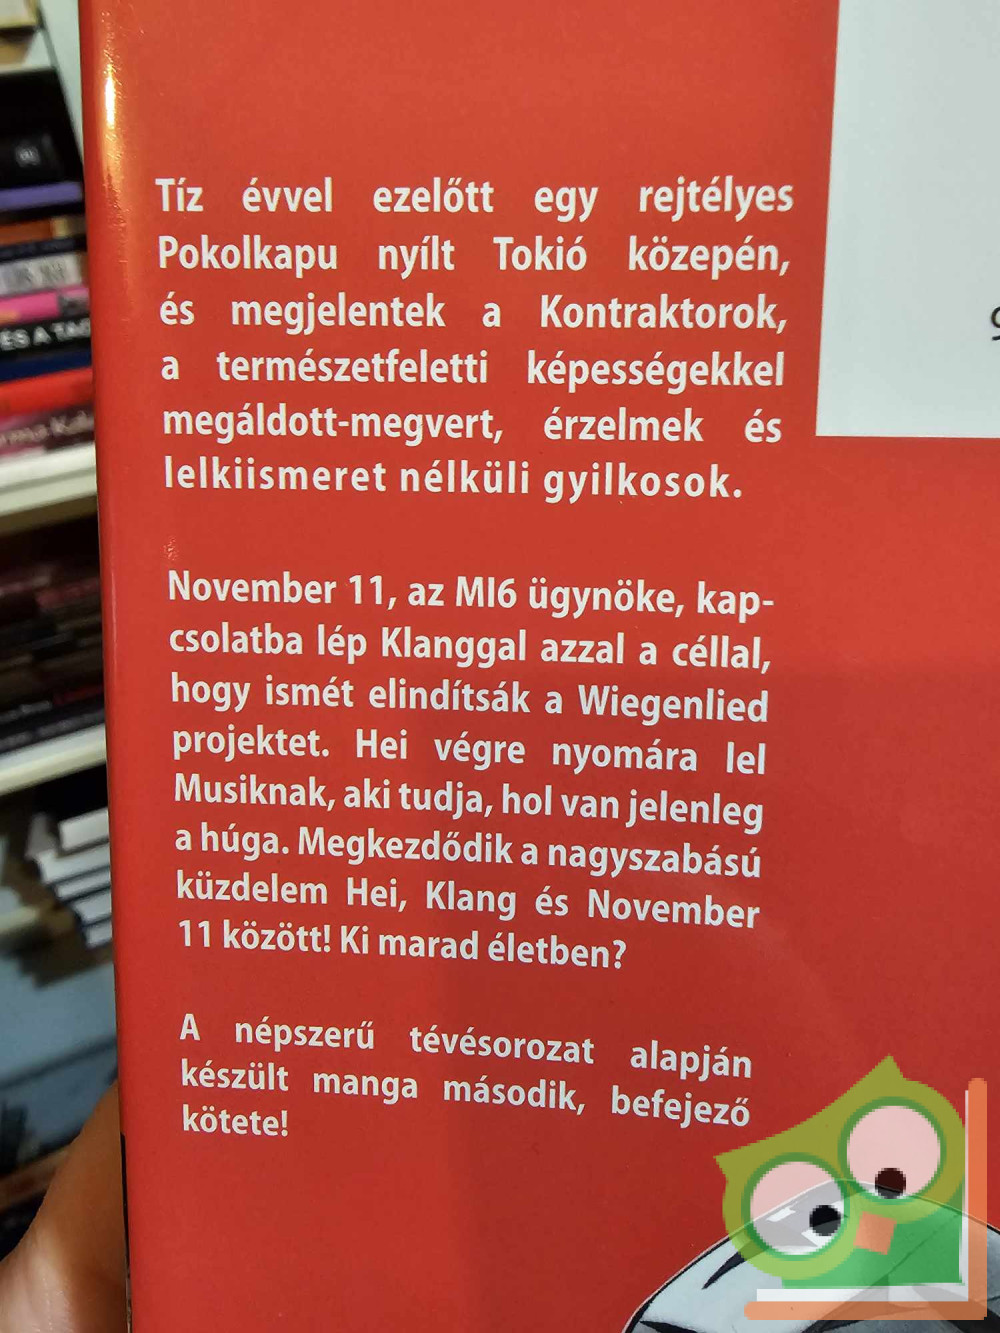 Tíz évvel ezelőtt egy rejtélyes
Pokolkapu nyílt Tokió közepén,
és megjelentek a Kontraktorok,
a természetfeletti képességekkel
megáldott-megvert, érzelmek és
lelkiismeret nélküli gyilkosok.
November 11, az MI6 ügynöke, kap-
csolatba lép Klanggal azzal a céllal,
hogy ismét elindítsák a Wiegenlied
projektet. Hei végre nyomára lel
Musiknak, aki tudja, hol van jelenleg
a húga. Megkezdődik a nagyszabású
küzdelem Hei, Klang és November
11 között! Ki marad életben?
A népszerű tévésorozat alapján
készült manga második, befejező
kötete!
ES A